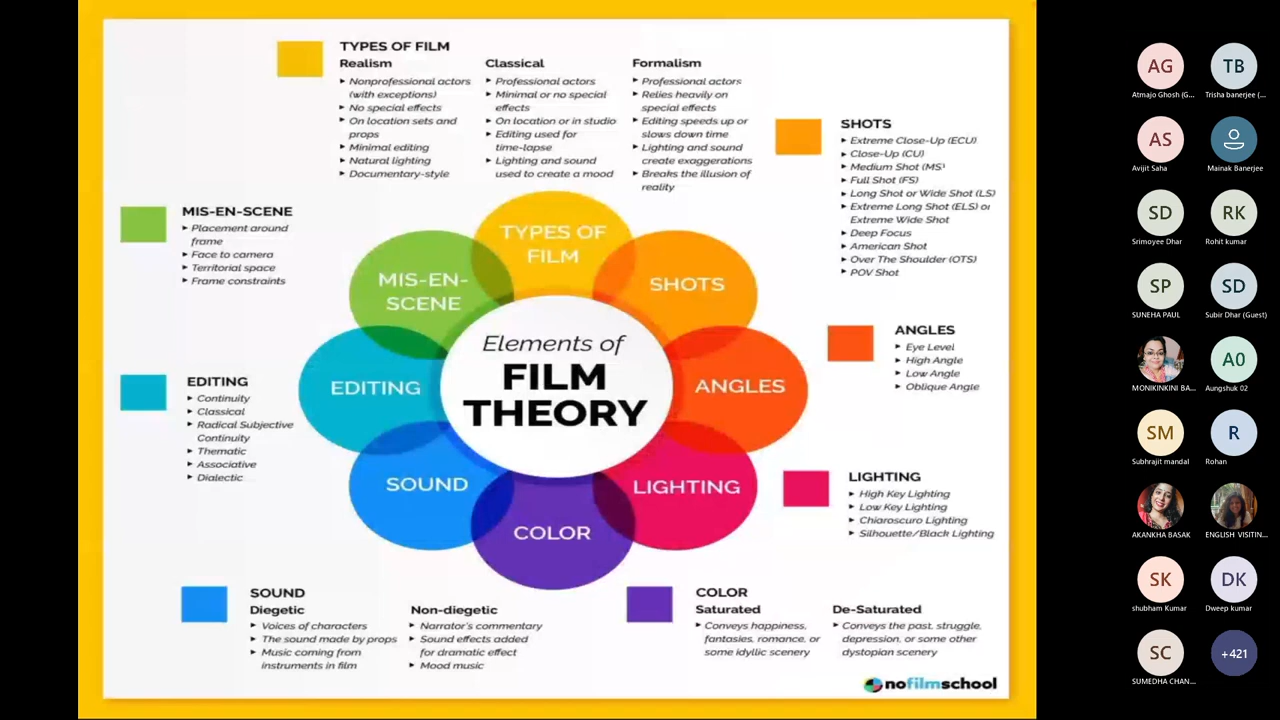 TYPES OF FILM
Realism
► Nonprofessional actors
(with exceptions)
► No special effects
► On location sets and
props
► Minimal editing
► Natural lighting
► Documentary-style
Classical
► Professional actors
► Minimal or no special
effects
► On location or in studio
► Editing used for
time-lapse
► Lighting and sound
used to create a mood
Formalism
► Professional actors
► Relies heavily on
special effects
► Editing speeds up or
slows down time
► Lighting and sound
create exaggerations
► Breaks the illusion of
reality
SHOTS
► Extreme Close-Up (ECU)
► Close-Up (CU)
► Medium Shot (MS)
► Full Shot (FS)
► Long Shot or Wide Shot (LS)
► Extreme Long Shot (ELS) or
Extreme Wide Shot
► Deep Focus
► American Shot
► Over The Shoulder (OTS)
► POV Shot
MIS-EN-SCENE
► Placement around
frame
► Face to camera
► Territorial space
► Frame constraints
ANGLES
► Eye Level
► High Angle
► Low Angle
► Oblique Angle
EDITING
► Continuity
► Classical
► Radical Subjective
Continuity
► Thematic
► Associative
► Dialectic
LIGHTING
► High Key Lighting
► Low Key Lighting
► Chiaroscuro Lighting
► Silhouette/Black Lighting
TYPES OF
FILM
MIS-EN-
SCENE
SHOTS
EDITING
ANGLES
SOUND
LIGHTING
COLOR
Elements of
FILM
THEORY
SOUND
Diegetic
► Voices of characters
► The sound made by props
► Music coming from
instruments in film
Non-diegetic
► Narrator's commentary
► Sound effects added
for dramatic effect
► Mood music
COLOR
Saturated
► Conveys happiness,
fantasies, romance, or
some idyllic scenery
De-Saturated
► Conveys the past, struggle,
depression, or some other
dystopian scenery
nofilmschool
AG
Atmajo Ghosh (G...
TB
Trisha banerjee (...
AS
Avijit Saha
Mainak Banerjee
SD
Srimoyee Dhar
RK
Rohit kumar
SP
SUNEHA PAUL
SD
Subir Dhar (Guest)
MONIKINKINI BA...
A0
Aungshuk 02
SM
Subhrajit mandal
R
Rohan
AKANKHA BASAK
ENGLISH VISITIN...
SK
shubham Kumar
DK
Dweep kumar
SC
SUMEDHA CHAN...
+421